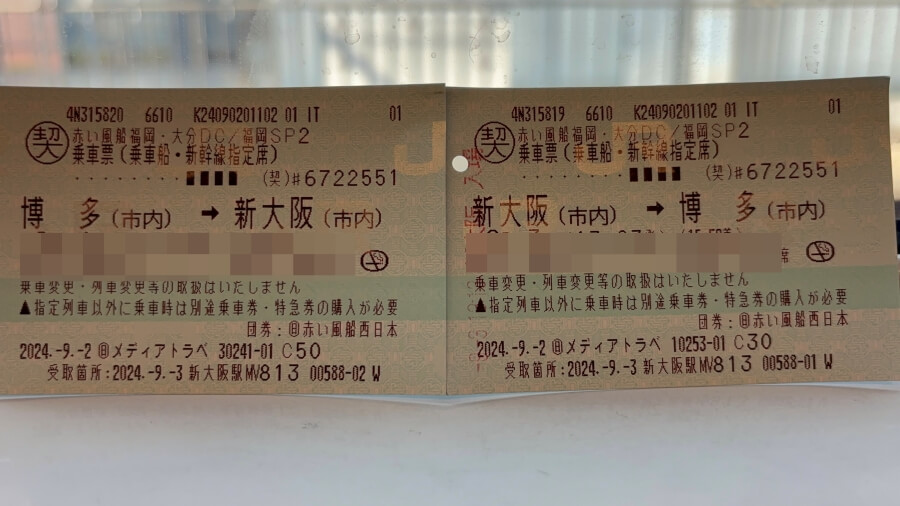 4N315820 6610 K24090201102 01 IT 01
契 赤い風船福岡・大分DC/福岡SP2
乗車票(乗車船・新幹線指定席)
(契)#6722551
博 多(市内) → 新大阪(市内)
乗車変更・列車変更等の取扱はいたしません
▲指定列車以外に乗車時は別途乗車券・特急券の購入が必要
団券:㊐赤い風船西日本
2024.-9.-2 ㊐メディアトラベ 30241-01 C50
受取箇所:2024.-9.-3 新大阪駅MV813 00588-02 W
4N315819 6610 K24090201102 01 IT 01
契 赤い風船福岡・大分DC/福岡SP2
乗車票(乗車船・新幹線指定席)
(契)#6722551
新大阪(市内) → 博 多(市内)
席
乗車変更・列車変更等の取扱はいたしません
▲指定列車以外に乗車時は別途乗車券・特急券の購入が必要
団券:㊐赤い風船西日本
2024.-9.-2 ㊐メディアトラベ 10253-01 C30
受取箇所:2024.-9.-3 新大阪駅MV813 00588-02 W